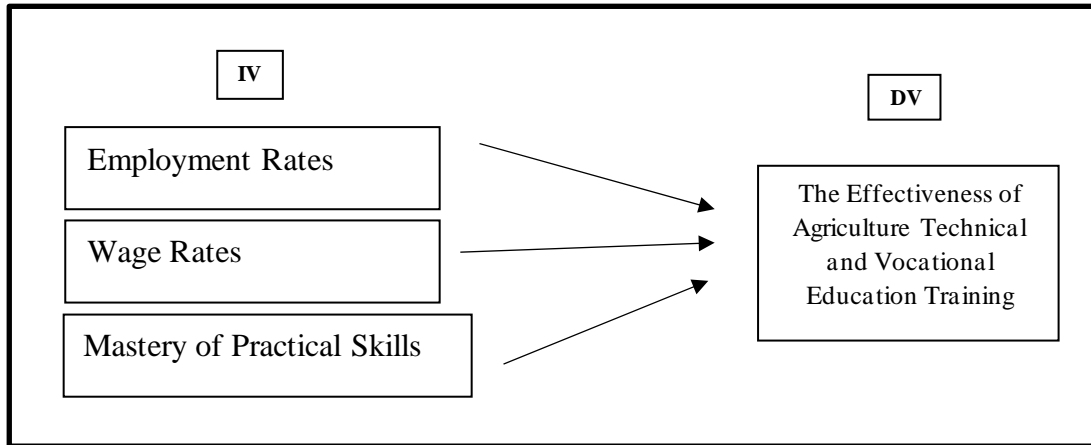 IV
Employment Rates
Wage Rates
Mastery of Practical Skills
DV
The Effectiveness of
Agriculture Technical
and Vocational
Education Training